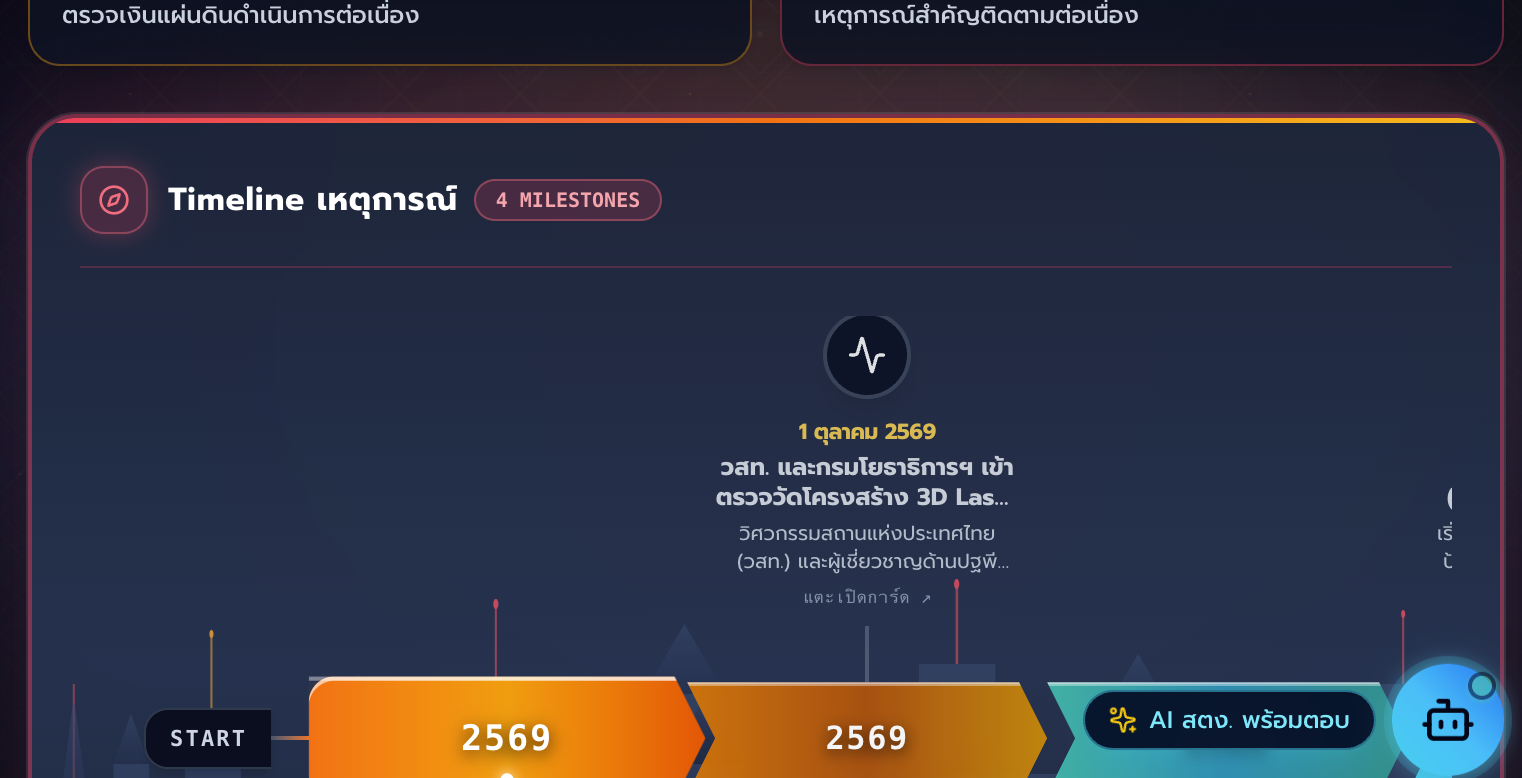 ตรวจเงินแผ่นดินดำเนินการต่อเนื่อง
เหตุการณ์สำคัญติดตามต่อเนื่อง
Timeline เหตุการณ์
4 MILESTONES
1 ตุลาคม 2569
วสท. และกรมโยธาธิการฯ เข้า
ตรวจวัดโครงสร้าง 3D Las...
วิศวกรรมสถานแห่งประเทศไทย
(วสท.) และผู้เชี่ยวชาญด้านปฐพี...
แตะเปิดการ์ด ↗
START
2569
2569
AI สตง. พร้อมตอบ